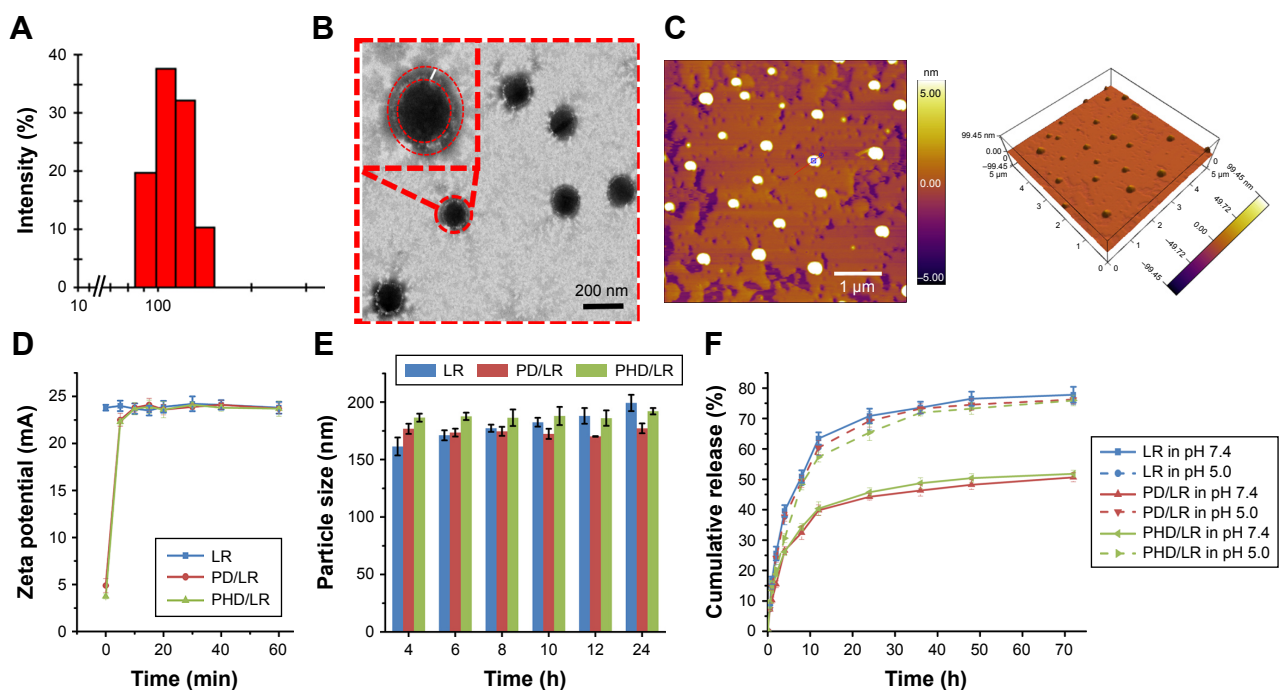 A
Intensity (%)
40
30
20
10
0
10
100
B
200 nm
C
nm
5.00
0.00
–5.00
1 µm
99.45 nm
0.00
–99.45
5 µm
4
3
2
1
0
0
1
2
3
4
5 µm
0
99.45 nm
49.72
0.00
–49.72
–99.45
D
Zeta potential (mA)
30
25
20
15
10
5
0
0
20
40
60
Time (min)
LR
PD/LR
PHD/LR
E
LR
PD/LR
PHD/LR
Particle size (nm)
200
150
100
50
0
4
6
8
10
12
24
Time (h)
F
Cumulative release (%)
80
70
60
50
40
30
20
10
0
0
10
20
30
40
50
60
70
Time (h)
LR in pH 7.4
LR in pH 5.0
PD/LR in pH 7.4
PD/LR in pH 5.0
PHD/LR in pH 7.4
PHD/LR in pH 5.0